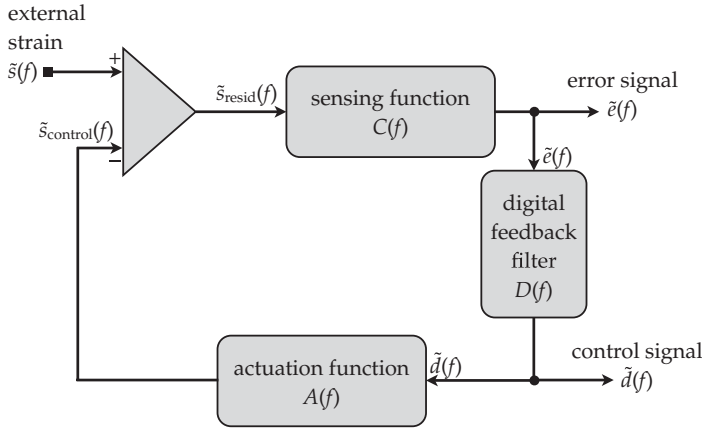 external
strain
s̃(f)
+
s̃control(f)
−
s̃resid(f)
sensing function
C(f)
error signal
ẽ(f)
ẽ(f)
digital
feedback
filter
D(f)
control signal
d̃(f)
d̃(f)
actuation function
A(f)